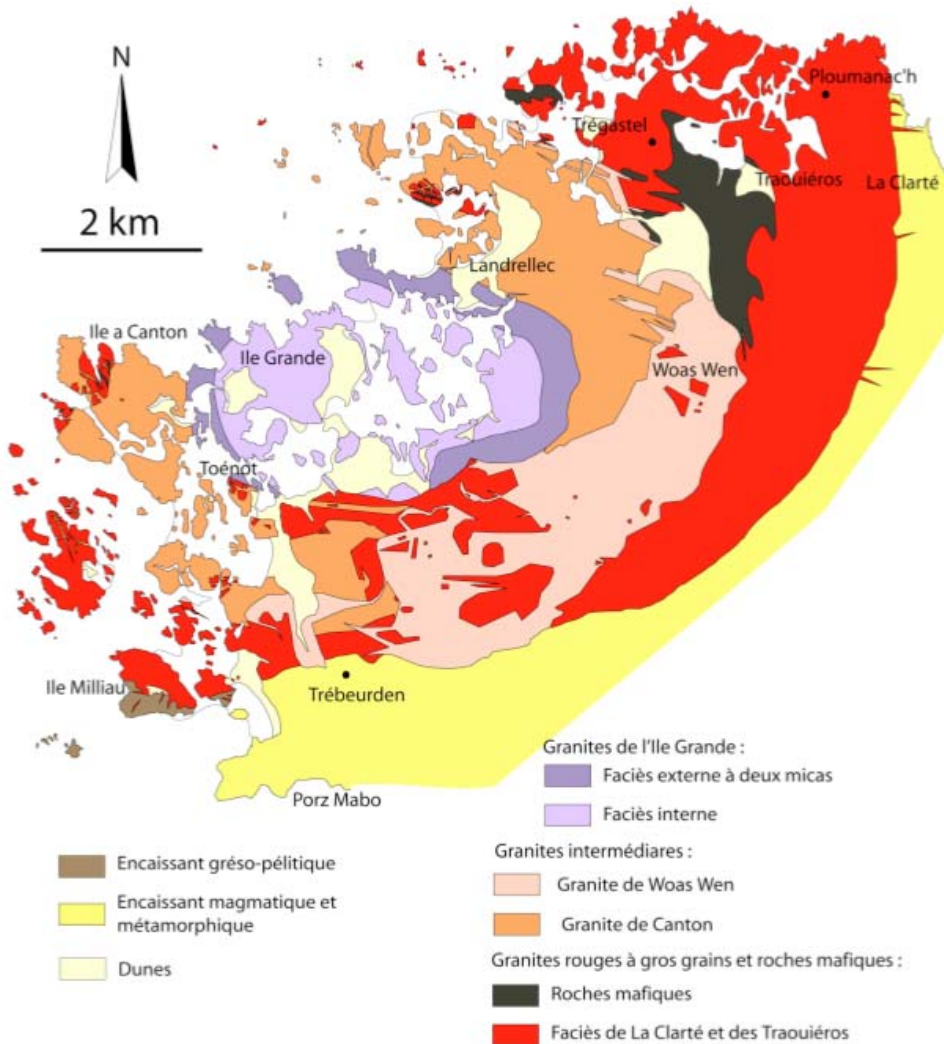 N
2 km
Ploumanac'h
Trégastel
Traouiéros
La Clarté
Landrellec
Ile a Canton
Ile Grande
Woas Wen
Toénot
Ile Milliau
Trébeurden
Porz Mabo
Granites de l'Ile Grande :
Faciès externe à deux micas
Faciès interne
Encaissant gréso-pélitique
Encaissant magmatique et
métamorphique
Dunes
Granites intermédiares :
Granite de Woas Wen
Granite de Canton
Granites rouges à gros grains et roches mafiques :
Roches mafiques
Faciès de La Clarté et des Traouiéros